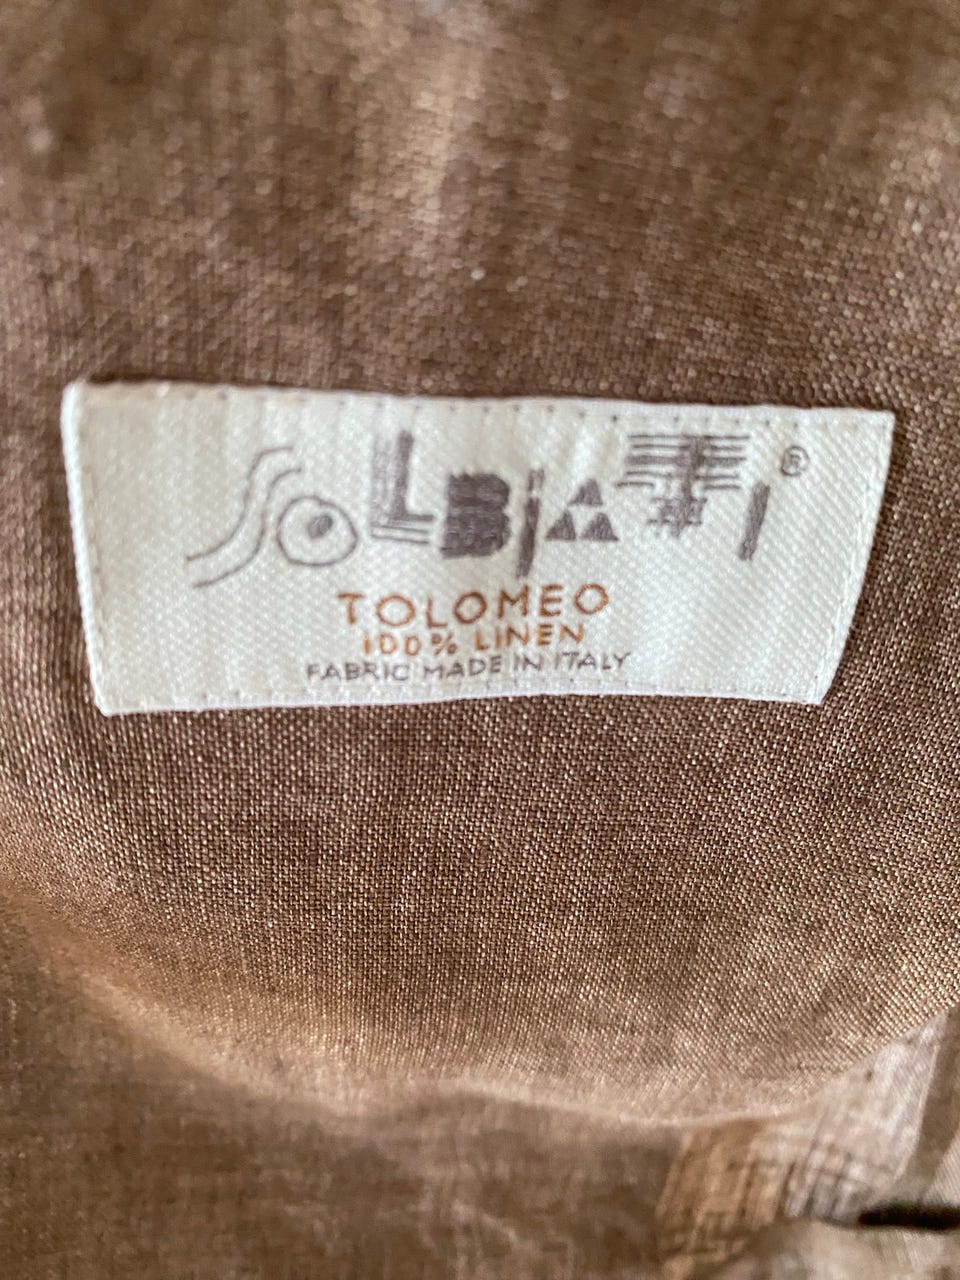 SOLBIATI®
TOLOMEO
100% LINEN
FABRIC MADE IN ITALY